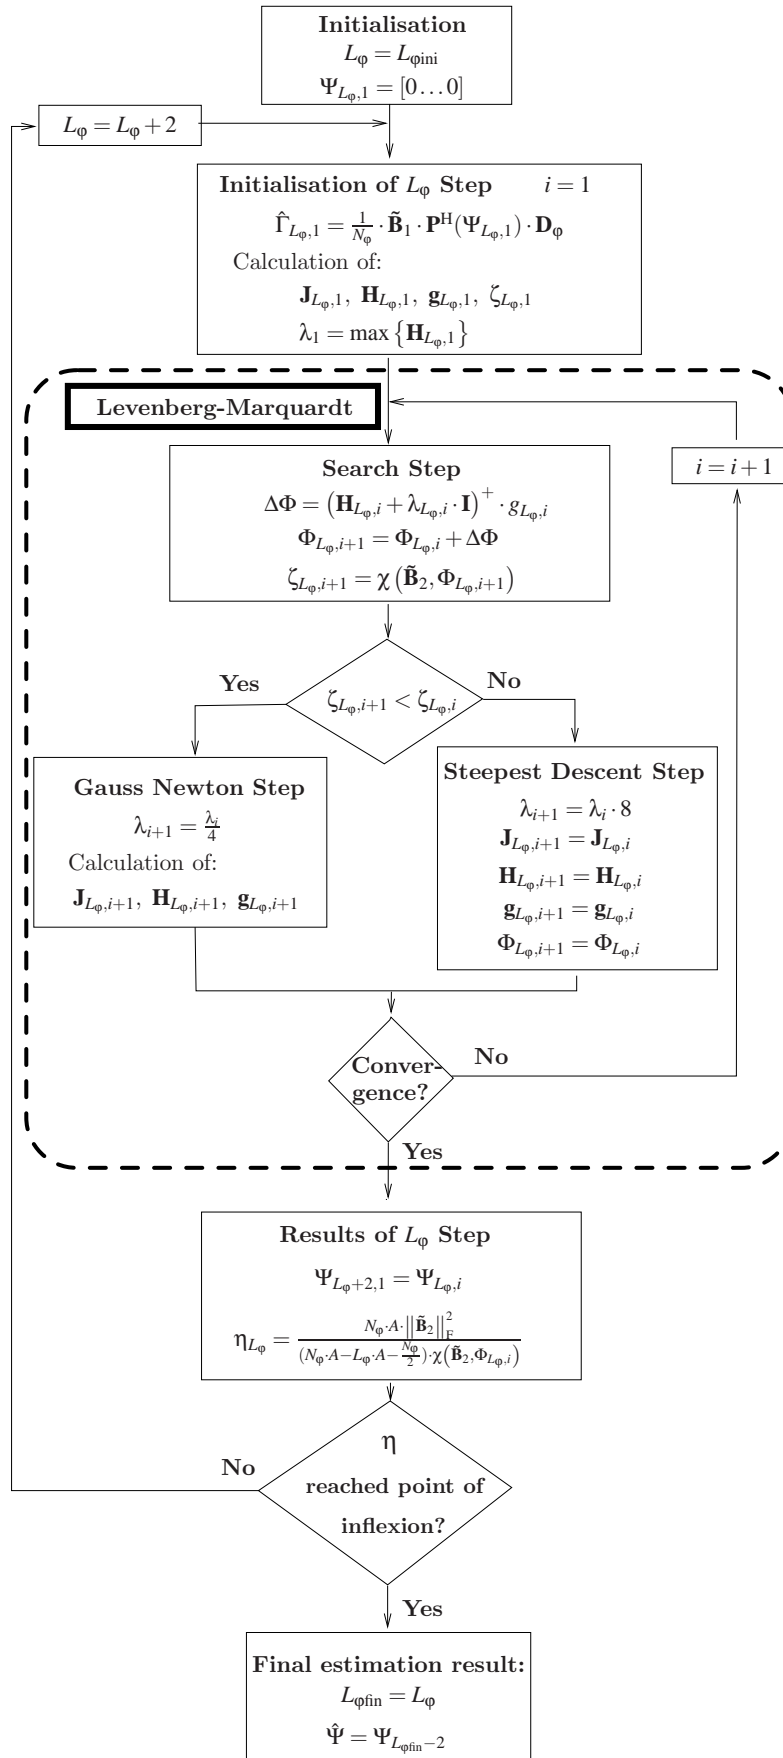 Initialisation
L_φ = L_φini
Ψ_{L_φ,1} = [0…0]
L_φ = L_φ + 2
Initialisation of L_φ Step i = 1
Γ̂_{L_φ,1} = 1/N_φ · B̃_1 · P^H(Ψ_{L_φ,1}) · D_φ
Calculation of:
J_{L_φ,1}, H_{L_φ,1}, g_{L_φ,1}, ζ_{L_φ,1}
λ_1 = max {H_{L_φ,1}}
Levenberg-Marquardt
Search Step
ΔΦ = (H_{L_φ,i} + λ_{L_φ,i} · I)^+ · g_{L_φ,i}
Φ_{L_φ,i+1} = Φ_{L_φ,i} + ΔΦ
ζ_{L_φ,i+1} = χ (B̃_2, Φ_{L_φ,i+1})
i = i + 1
Yes
ζ_{L_φ,i+1} < ζ_{L_φ,i}
No
Gauss Newton Step
λ_{i+1} = λ_i/4
Calculation of:
J_{L_φ,i+1}, H_{L_φ,i+1}, g_{L_φ,i+1}
Steepest Descent Step
λ_{i+1} = λ_i · 8
J_{L_φ,i+1} = J_{L_φ,i}
H_{L_φ,i+1} = H_{L_φ,i}
g_{L_φ,i+1} = g_{L_φ,i}
Φ_{L_φ,i+1} = Φ_{L_φ,i}
Conver-
gence?
No
Yes
Results of L_φ Step
Ψ_{L_φ+2,1} = Ψ_{L_φ,i}
η_{L_φ} = N_φ·A·||B̃_2||_F^2 / ((N_φ·A−L_φ·A−N_φ/2)·χ(B̃_2,Φ_{L_φ,i}))
No
η
reached point of
inflexion?
Yes
Final estimation result:
L_φfin = L_φ
Ψ̂ = Ψ_{L_φfin−2}